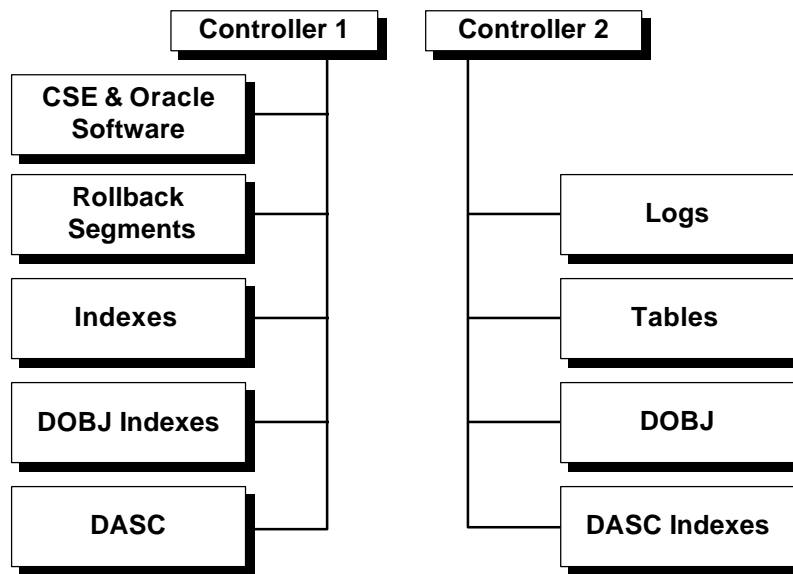 Controller 1
Controller 2
CSE & Oracle
Software
Rollback
Segments
Indexes
DOBJ Indexes
DASC
Logs
Tables
DOBJ
DASC Indexes